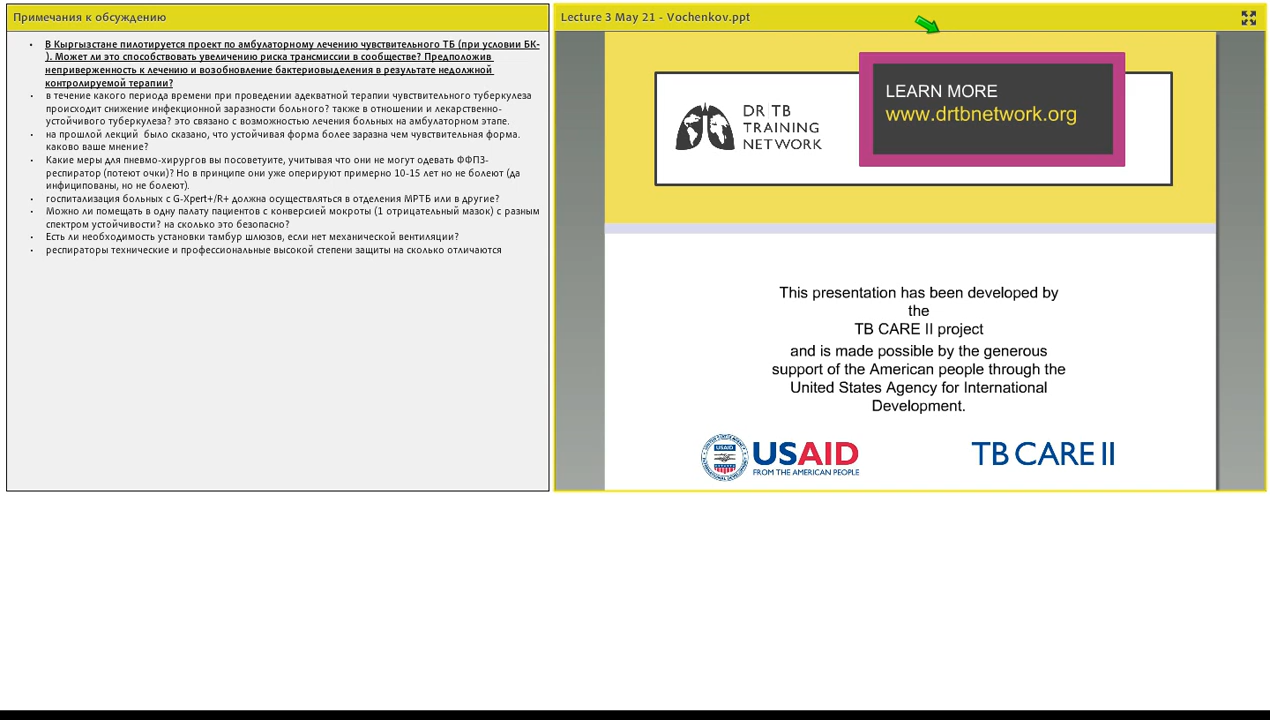 Примечания к обсуждению
• В Кыргызстане пилотируется проект по амбулаторному лечению чувствительного ТБ (при условии БК-
). Может ли это способствовать увеличению риска трансмиссии в сообществе? Предположив
неприверженность к лечению и возобновление бактериовыделения в результате недолжной
контролируемой терапии?
• в течение какого периода времени при проведении адекватной терапии чувствительного туберкулеза
происходит снижение инфекционной заразности больного? также в отношении и лекарственно-
устойчивого туберкулеза? это связано с возможностью лечения больных на амбулаторном этапе.
• на прошлой лекций было сказано, что устойчивая форма более заразна чем чувствительная форма.
каково ваше мнение?
• Какие меры для пневмо-хирургов вы посоветуите, учитывая что они не могут одевать ФФП3-
респиратор (потеют очки)? Но в принципе они уже оперируют примерно 10-15 лет но не болеют (да
инфицированы, но не болеют).
• госпитализация больных с G-Xpert+/R+ должна осуществляться в отделения МРТБ или в другие?
• Можно ли помещать в одну палату пациентов с конверсией мокроты (1 отрицательный мазок) с разным
спектром устойчивости? на сколько это безопасно?
• Есть ли необходимость установки тамбур шлюзов, если нет механической вентиляции?
• респираторы технические и профессиональные высокой степени защиты на сколько отличаются
Lecture 3 May 21 - Vochenkov.ppt
DR TB
TRAINING
NETWORK
LEARN MORE
www.drtbnetwork.org
This presentation has been developed by
the
TB CARE II project
and is made possible by the generous
support of the American people through the
United States Agency for International
Development.
USAID
USAID
FROM THE AMERICAN PEOPLE
TB CARE II